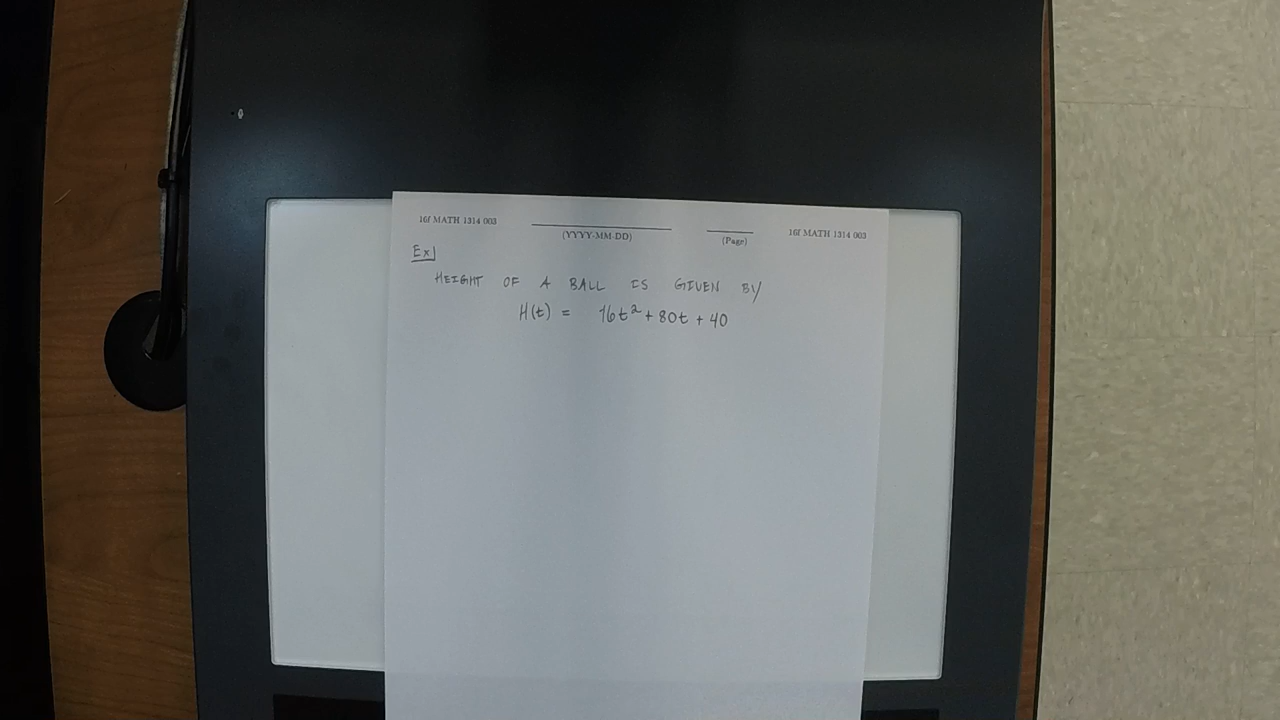 16f MATH 1314 003
(YYYY-MM-DD)
(Page)
16f MATH 1314 003
Ex
HEIGHT OF A BALL IS GIVEN BY
H(t) = 16t² + 80t + 40